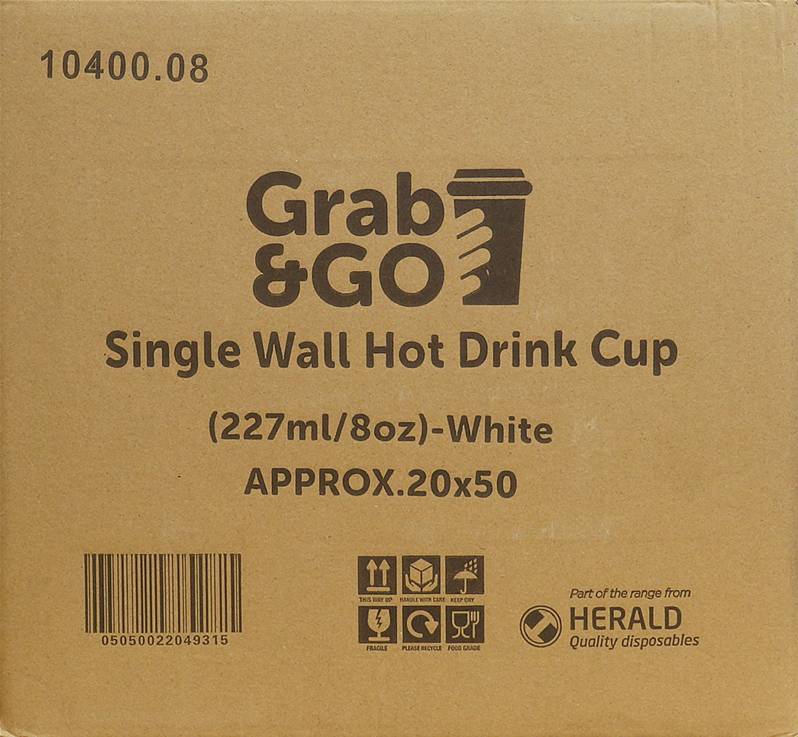 10400.08
Grab
&GO
Single Wall Hot Drink Cup
(227ml/8oz)-White
APPROX.20x50
05050022049315
THIS WAY UP HANDLE WITH CARE KEEP DRY
FRAGILE PLEASE RECYCLE FOOD GRADE
Part of the range from
HERALD
Quality disposables